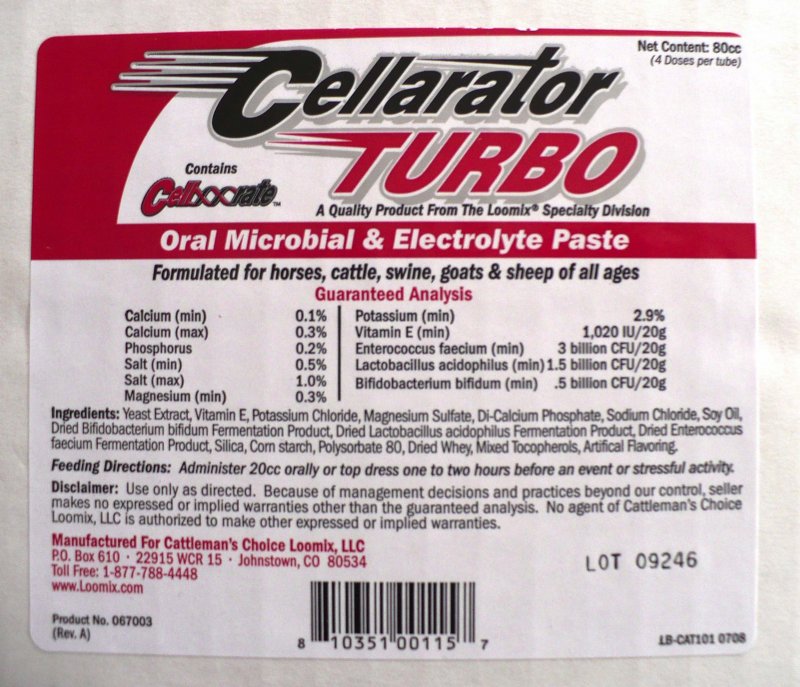 Net Content: 80cc
(4 Doses per tube)
Cellarator
TURBO
Contains
Cellxxrate™
A Quality Product From The Loomix® Specialty Division
Oral Microbial & Electrolyte Paste
Formulated for horses, cattle, swine, goats & sheep of all ages
Guaranteed Analysis
Calcium (min) 0.1%
Calcium (max) 0.3%
Phosphorus 0.2%
Salt (min) 0.5%
Salt (max) 1.0%
Magnesium (min) 0.3%
Potassium (min) 2.9%
Vitamin E (min) 1,020 IU/20g
Enterococcus faecium (min) 3 billion CFU/20g
Lactobacillus acidophilus (min) 1.5 billion CFU/20g
Bifidobacterium bifidum (min) .5 billion CFU/20g
Ingredients: Yeast Extract, Vitamin E, Potassium Chloride, Magnesium Sulfate, Di-Calcium Phosphate, Sodium Chloride, Soy Oil,
Dried Bifidobacterium bifidum Fermentation Product, Dried Lactobacillus acidophilus Fermentation Product, Dried Enterococcus
faecium Fermentation Product, Silica, Corn starch, Polysorbate 80, Dried Whey, Mixed Tocopherols, Artifical Flavoring.
Feeding Directions: Administer 20cc orally or top dress one to two hours before an event or stressful activity.
Disclaimer: Use only as directed. Because of management decisions and practices beyond our control, seller
makes no expressed or implied warranties other than the guaranteed analysis. No agent of Cattleman's Choice
Loomix, LLC is authorized to make other expressed or implied warranties.
Manufactured For Cattleman's Choice Loomix, LLC
P.O. Box 610 · 22915 WCR 15 · Johnstown, CO 80534
Toll Free: 1-877-788-4448
www.Loomix.com
LOT 09246
Product No. 067003
(Rev. A)
8 10351 00115 7
LB-CAT101 0708